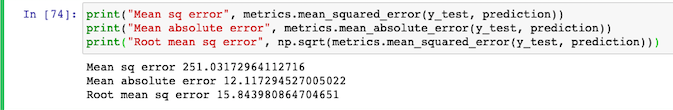 In [74]: print("Mean sq error", metrics.mean_squared_error(y_test, prediction))
print("Mean absolute error", metrics.mean_absolute_error(y_test, prediction))
print("Root mean sq error", np.sqrt(metrics.mean_squared_error(y_test, prediction)))
Mean sq error 251.03172964112716
Mean absolute error 12.117294527005022
Root mean sq error 15.843980864704651